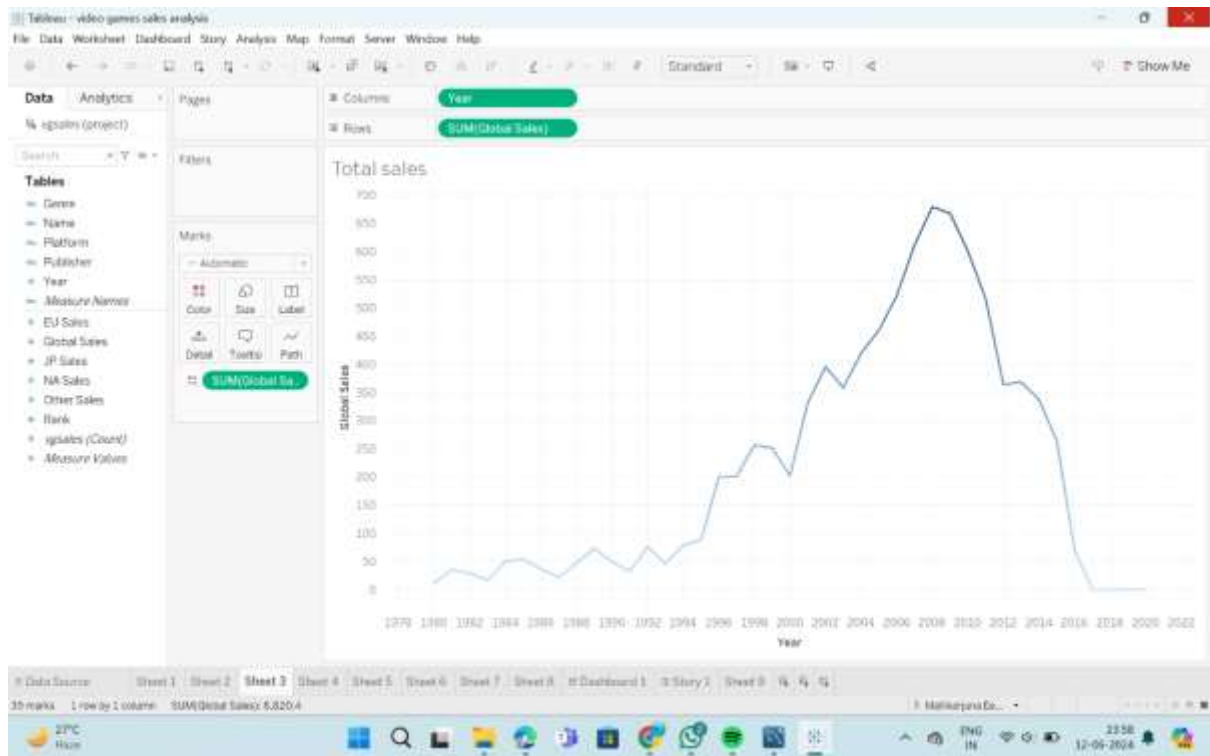 Tableau - video games sales analysis
File Data Worksheet Dashboard Story Analysis Map Format Server Window Help
Standard
Show Me
Data Analytics
Pages
Columns
Year
vgsales (project)
Rows
SUM(Global Sales)
Search
Filters
Tables
Genre
Name
Platform
Publisher
Year
Measure Names
EU Sales
Global Sales
JP Sales
NA Sales
Other Sales
Rank
vgsales (Count)
Measure Values
Marks
Automatic
Color Size Label
Detail Tooltip Path
SUM(Global Sa..
Total sales
700
650
600
550
500
450
400
350
300
250
200
150
100
50
0
Global Sales
1978 1980 1982 1984 1986 1988 1990 1992 1994 1996 1998 2000 2002 2004 2006 2008 2010 2012 2014 2016 2018 2020 2022
Year
Data Source Sheet 1 Sheet 2 Sheet 3 Sheet 4 Sheet 5 Sheet 6 Sheet 7 Sheet 8 Dashboard 1 Story 1 Sheet 9
39 marks 1 row by 1 column SUM(Global Sales): 8,820.4
27°C
Haze
ENG
IN
23:58
12-06-2024